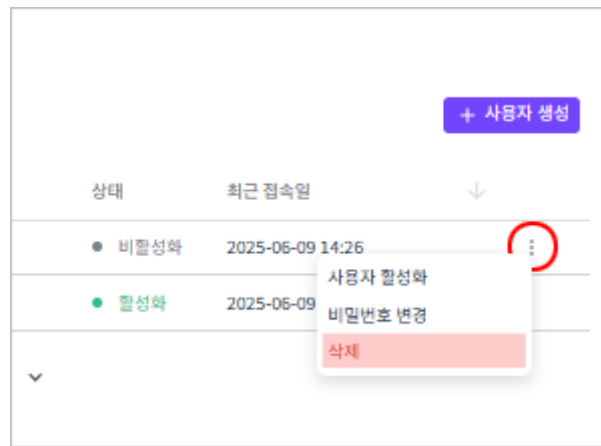 + 사용자 생성
상태 최근 접속일
비활성화 2025-06-09 14:26
사용자 활성화
활성화 2025-06-09
비밀번호 변경
삭제